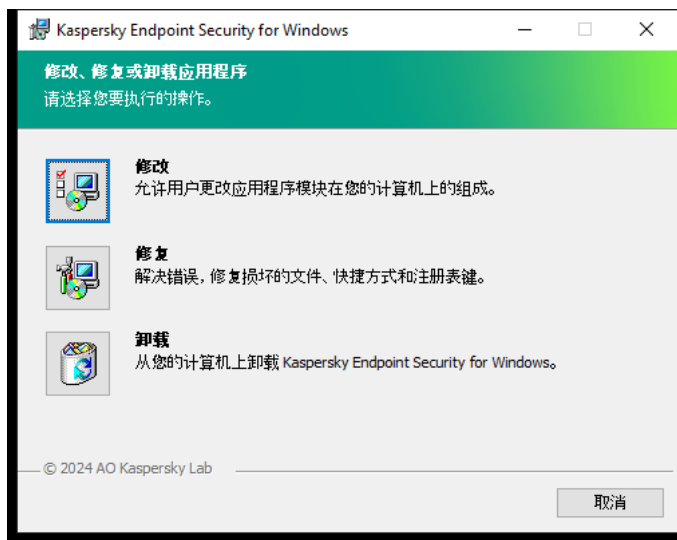 Kaspersky Endpoint Security for Windows
修改、修复或卸载应用程序
请选择您要执行的操作。
修改
允许用户更改应用程序模块在您的计算机上的组成。
修复
解决错误，修复损坏的文件、快捷方式和注册表键。
卸载
从您的计算机上卸载 Kaspersky Endpoint Security for Windows。
© 2024 AO Kaspersky Lab
取消